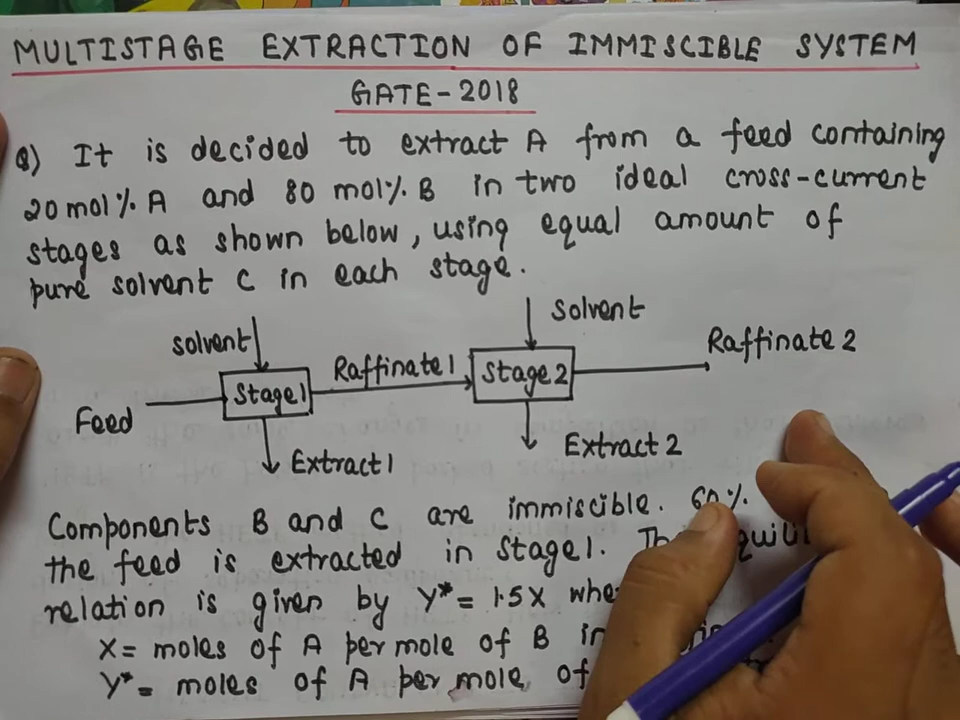 MULTISTAGE EXTRACTION OF IMMISCIBLE SYSTEM
GATE-2018
Q) It is decided to extract A from a feed containing
20 mol% A and 80 mol% B in two ideal cross-current
stages as shown below, using equal amount of
pure solvent C in each stage.
solvent
solvent
Raffinate 1
Raffinate 2
Stage 1
Stage 2
Feed
Extract 1
Extract 2
Components B and C are immiscible. 60%
the feed is extracted in stage 1. The
relation is given by Y* = 1.5X
X = moles of A per mole of B in
Y* = moles of A per mole of